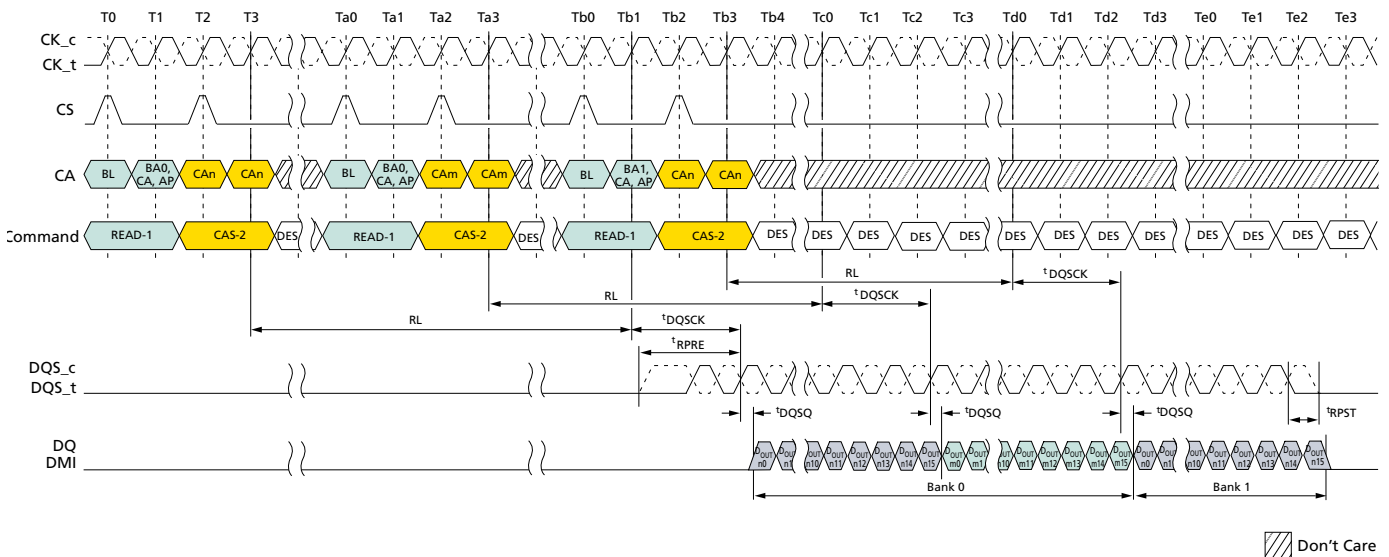 T0 T1 T2 T3 Ta0 Ta1 Ta2 Ta3 Tb0 Tb1 Tb2 Tb3 Tb4 Tc0 Tc1 Tc2 Tc3 Td0 Td1 Td2 Td3 Te0 Te1 Te2 Te3
CK_c
CK_t
CS
CA BL BA0, CA, AP CAn CAn BL BA0, CA, AP CAm CAm BL BA1, CA, AP CAn CAn
Command READ-1 CAS-2 DES READ-1 CAS-2 DES READ-1 CAS-2 DES DES DES DES DES DES DES DES DES DES DES DES DES
RL tDQSCK
RL tDQSCK
RL tDQSCK
tRPRE
DQS_c
DQS_t
tDQSQ tDQSQ tDQSQ tRPST
DQ
DMI
DOUT n0 DOUT n1 DOUT n10 DOUT n11 DOUT n12 DOUT n13 DOUT n14 DOUT n15 DOUT m0 DOUT m1 DOUT m10 DOUT m11 DOUT m12 DOUT m13 DOUT m14 DOUT m15 DOUT n0 DOUT n1 DOUT n10 DOUT n11 DOUT n12 DOUT n13 DOUT n14 DOUT n15
Bank 0 Bank 1
Don't Care